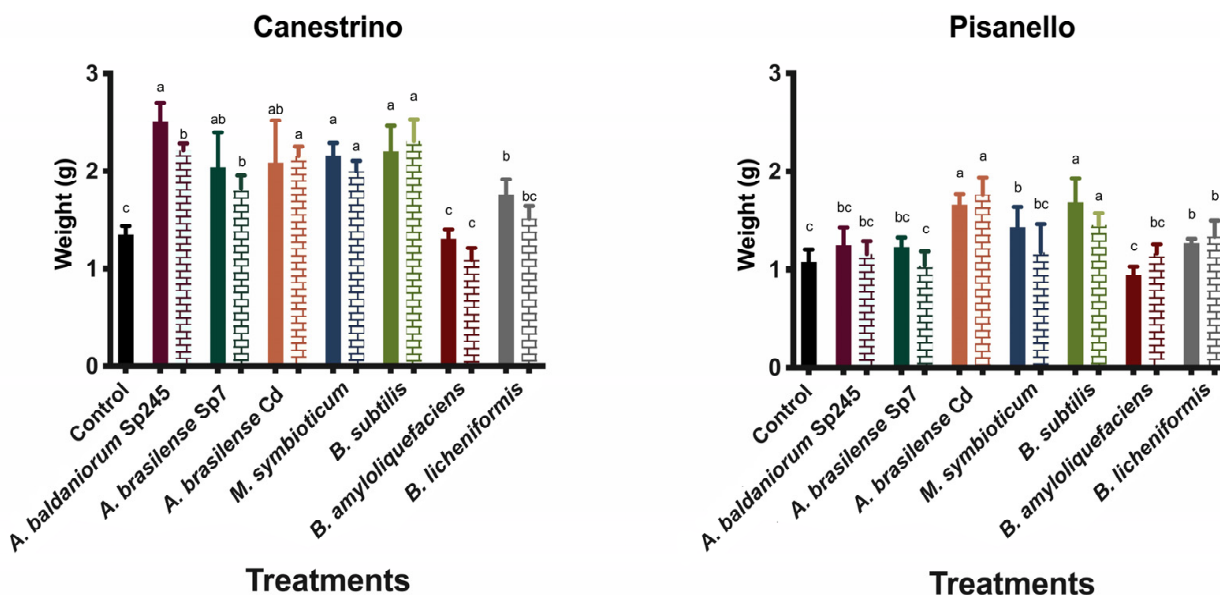 Canestrino
Weight (g)
3
2
1
0
c
a
b
ab
b
ab
a
a
a
a
a
c
c
b
bc
Control
A. baldaniorum Sp245
A. brasilense Sp7
A. brasilense Cd
M. symbioticum
B. subtilis
B. amyloliquefaciens
B. licheniformis
Treatments
Pisanello
Weight (g)
3
2
1
0
c
bc
bc
bc
c
a
a
b
bc
a
a
c
bc
b
b
Control
A. baldaniorum Sp245
A. brasilense Sp7
A. brasilense Cd
M. symbioticum
B. subtilis
B. amyloliquefaciens
B. licheniformis
Treatments